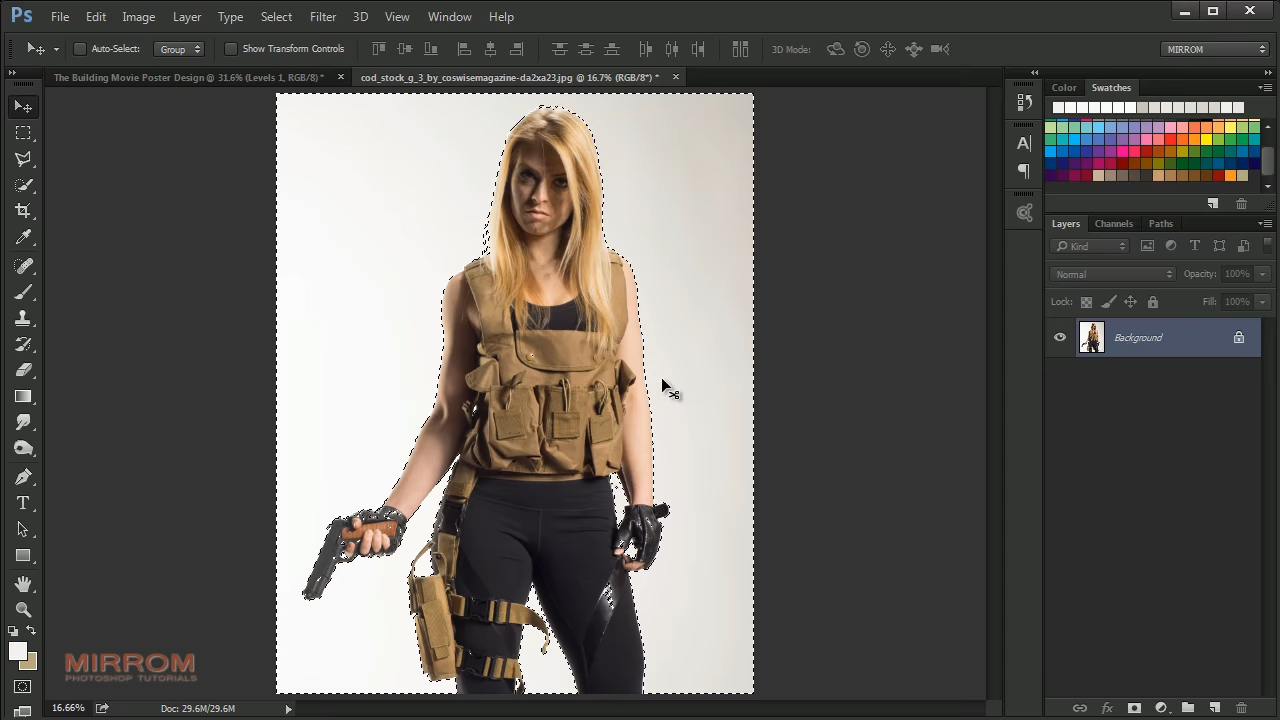 Ps File Edit Image Layer Type Select Filter 3D View Window Help
Auto-Select: Group Show Transform Controls 3D Mode: MIRROM
The Building Movie Poster Design @ 31.6% (Levels 1, RGB/8) * × cod_stock_g_3_by_coswisemagazine-da2xa23.jpg @ 16.7% (RGB/8*) * ×
Color Swatches
Layers Channels Paths
Kind
Normal Opacity: 100%
Lock: Fill: 100%
Background
MIRROM
PHOTOSHOP TUTORIALS
16.66% Doc: 29.6M/29.6M